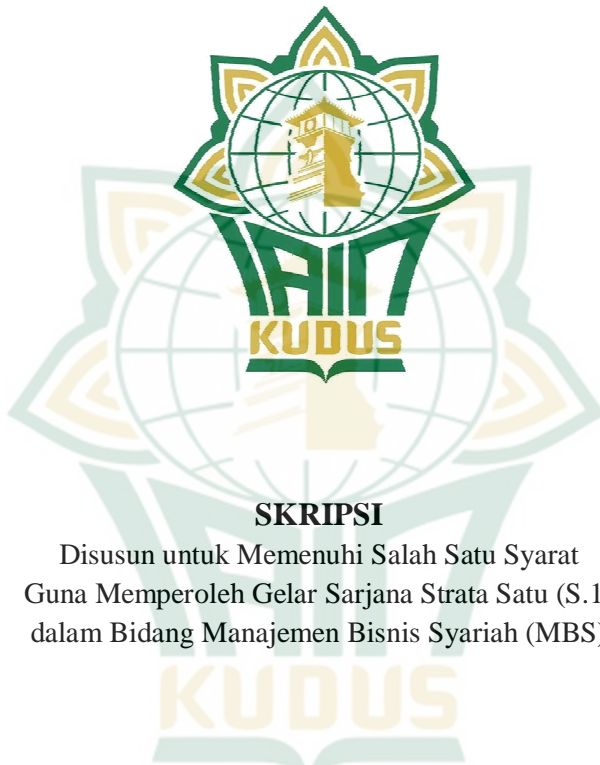 IAIN
KUDUS
SKRIPSI
Disusun untuk Memenuhi Salah Satu Syarat
Guna Memperoleh Gelar Sarjana Strata Satu (S.1
dalam Bidang Manajemen Bisnis Syariah (MBS)
KUDUS